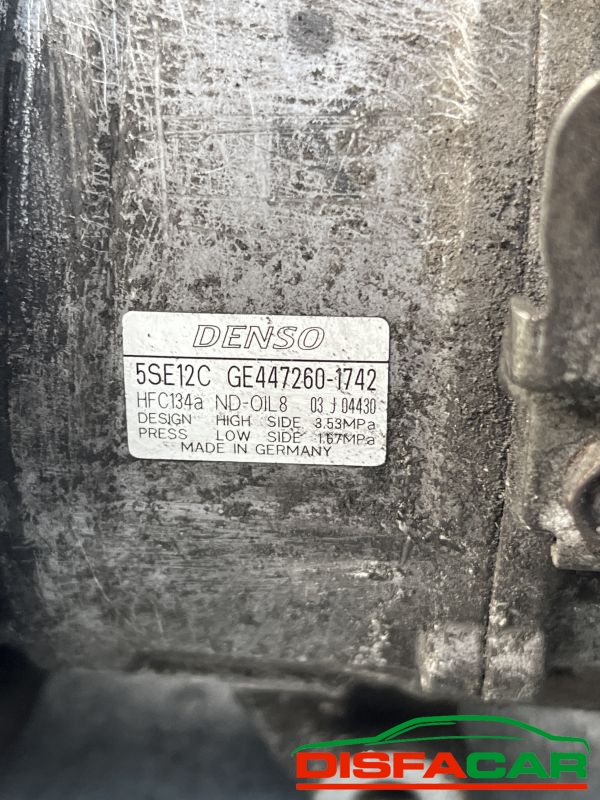 DENSO
5SE12C GE447260-1742
HFC134a ND-OIL8 03 J 04430
DESIGN HIGH SIDE 3.53MPa
PRESS LOW SIDE 1.67MPa
MADE IN GERMANY
DISFACAR